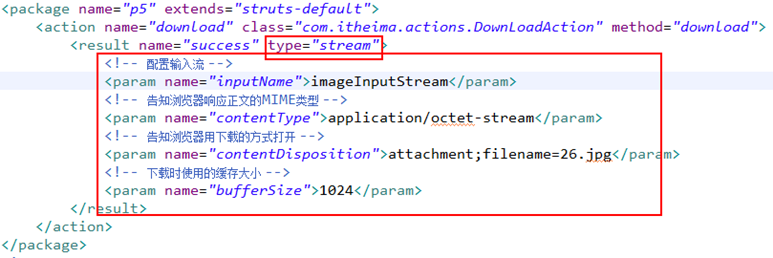 <package name="p5" extends="struts-default">
<action name="download" class="com.itheima.actions.DownLoadAction" method="download">
<result name="success" type="stream">
<!-- 配置输入流 -->
<param name="inputName">imageInputStream</param>
<!-- 告知浏览器响应正文的MIME类型 -->
<param name="contentType">application/octet-stream</param>
<!-- 告知浏览器用下载的方式打开 -->
<param name="contentDisposition">attachment;filename=26.jpg</param>
<!-- 下载时使用的缓存大小 -->
<param name="bufferSize">1024</param>
</result>
</action>
</package>